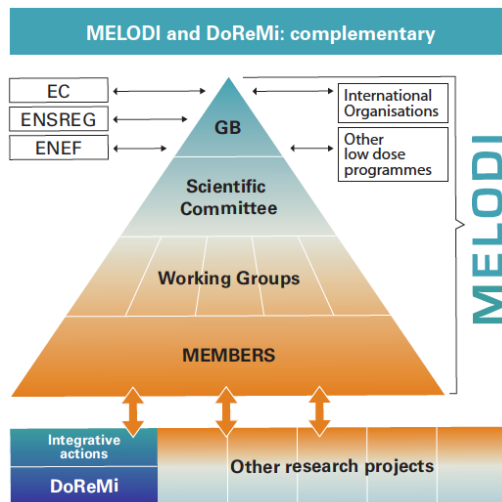 MELODI and DoReMi: complementary
EC
ENSREG
ENEF
GB
International
Organisations
Other
low dose
programmes
Scientific
Committee
Working Groups
MEMBERS
MELODI
Integrative
actions
DoReMi
Other research projects